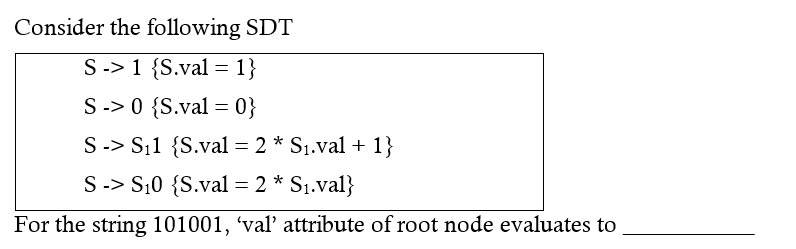 Consider the following SDT
S -> 1 {S.val = 1}
S -> 0 {S.val = 0}
S -> S₁1 {S.val = 2 * S₁.val + 1}
S -> S₁0 {S.val = 2 * S₁.val}
For the string 101001, ‘val’ attribute of root node evaluates to ____________